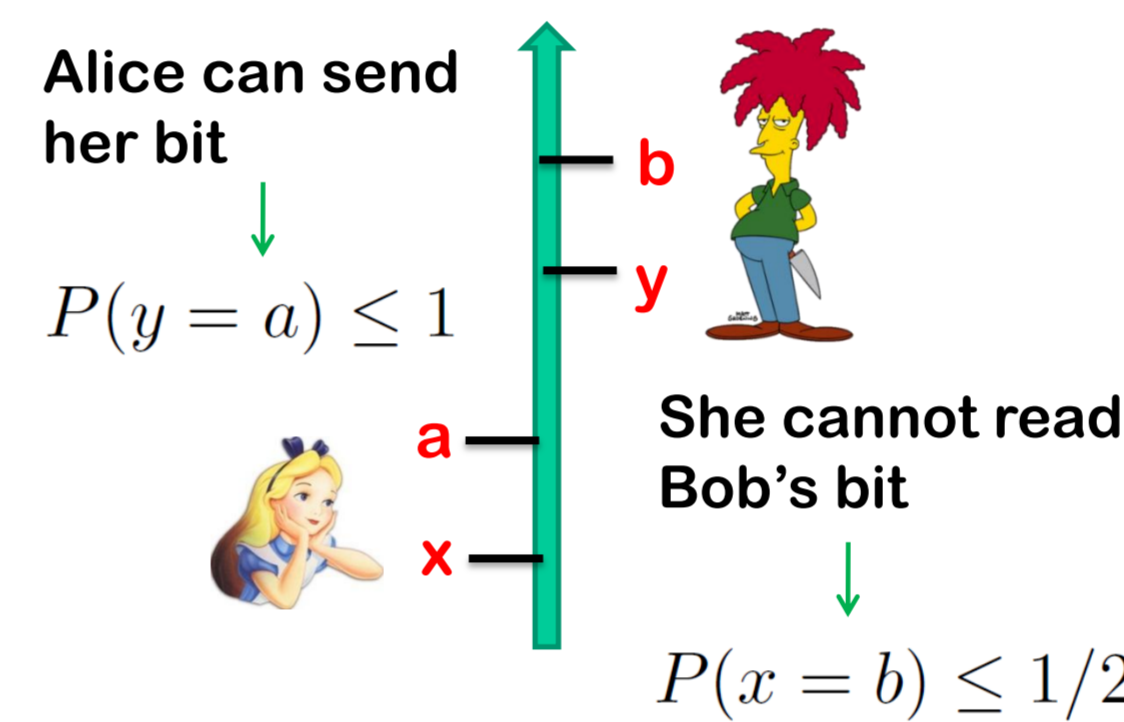 Alice can send
her bit
b
y
P(y = a) ≤ 1
a
She cannot read
Bob’s bit
x
P(x = b) ≤ 1/2